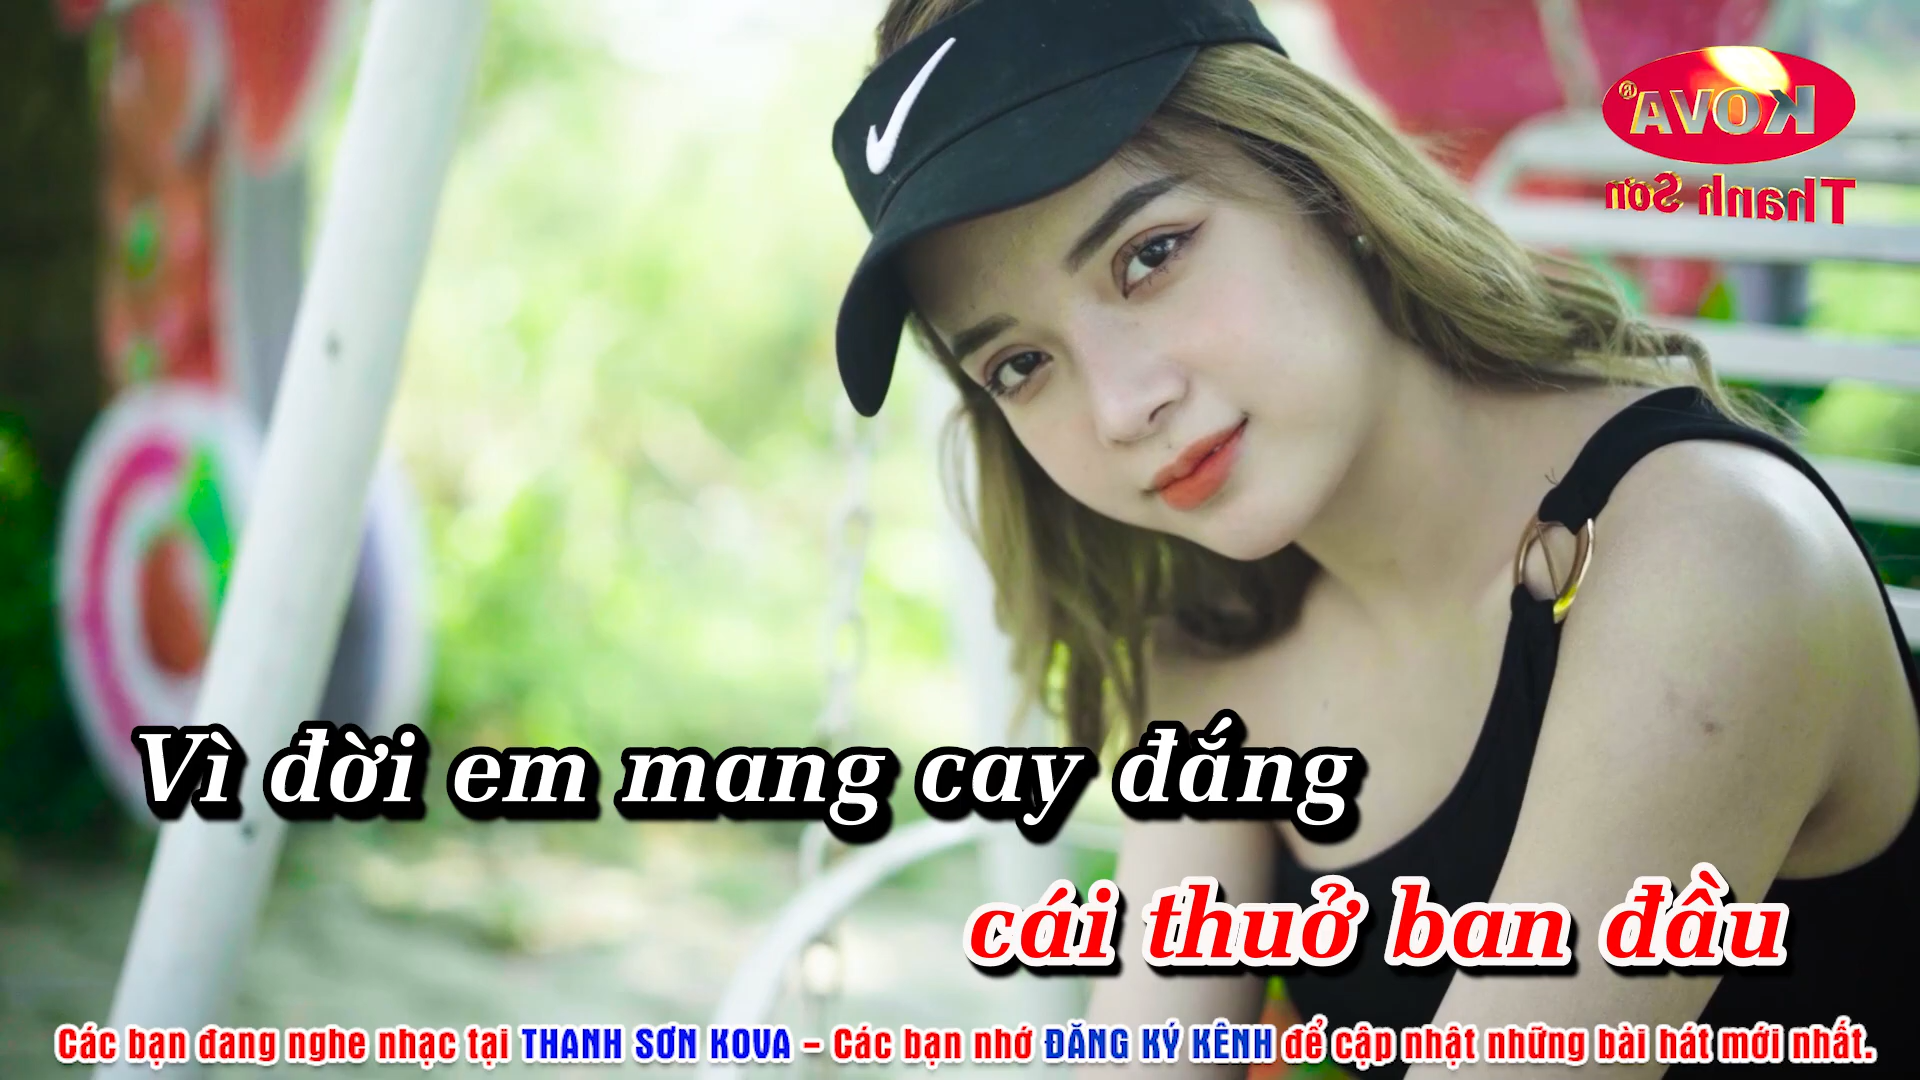 KOVA®
Thanh Sơn
Vì đời em mang cay đắng
cái thuở ban đầu
Các bạn đang nghe nhạc tại THANH SƠN KOVA – Các bạn nhớ ĐĂNG KÝ KÊNH để cập nhật những bài hát mới nhất.